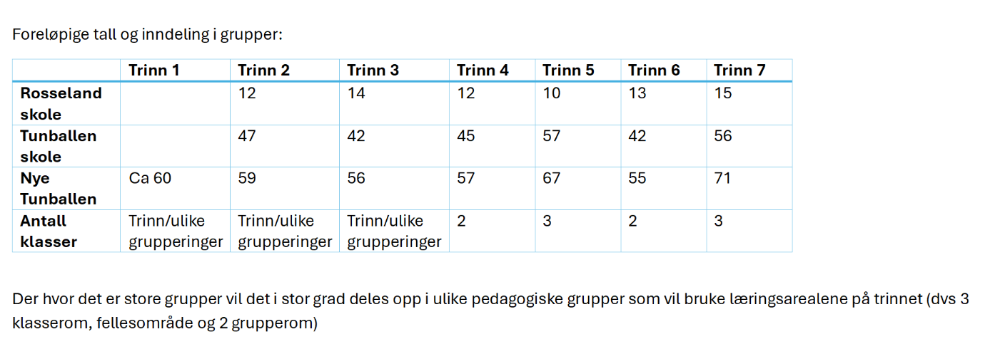 Foreløpige tall og inndeling i grupper:
Trinn 1 Trinn 2 Trinn 3 Trinn 4 Trinn 5 Trinn 6 Trinn 7
Rosseland skole 12 14 12 10 13 15
Tunballen skole 47 42 45 57 42 56
Nye Tunballen Ca 60 59 56 57 67 55 71
Antall klasser Trinn/ulike grupperinger Trinn/ulike grupperinger Trinn/ulike grupperinger 2 3 2 3
Der hvor det er store grupper vil det i stor grad deles opp i ulike pedagogiske grupper som vil bruke læringsarealene på trinnet (dvs 3
klasserom, fellesområde og 2 grupperom)